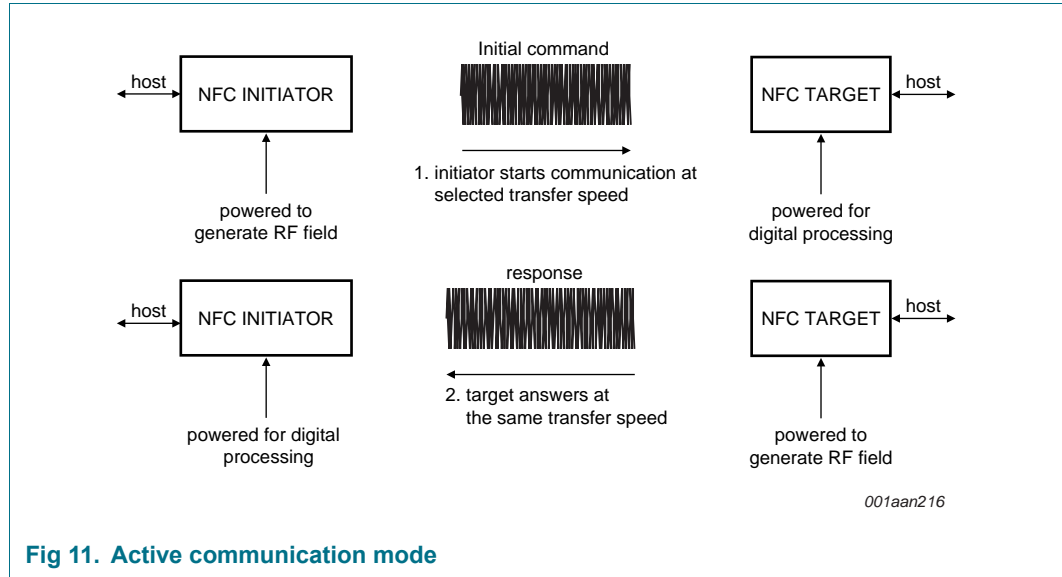 Initial command
host
NFC INITIATOR
NFC TARGET
host
1. initiator starts communication at
selected transfer speed
powered to
generate RF field
powered for
digital processing
response
host
NFC INITIATOR
NFC TARGET
host
2. target answers at
the same transfer speed
powered for digital
processing
powered to
generate RF field
001aan216
Fig 11. Active communication mode